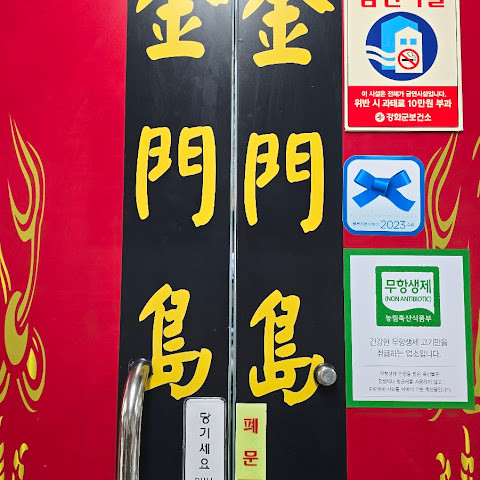 金門島
金門島
금연시설
이 시설은 전체가 금연시설입니다.
위반 시 과태료 10만원 부과
강화군보건소
2023
무항생제
(NON ANTIBIOTIC)
농림축산식품부
건강한 무항생제 고기만을
취급하는 업소입니다.
당기세요
폐문